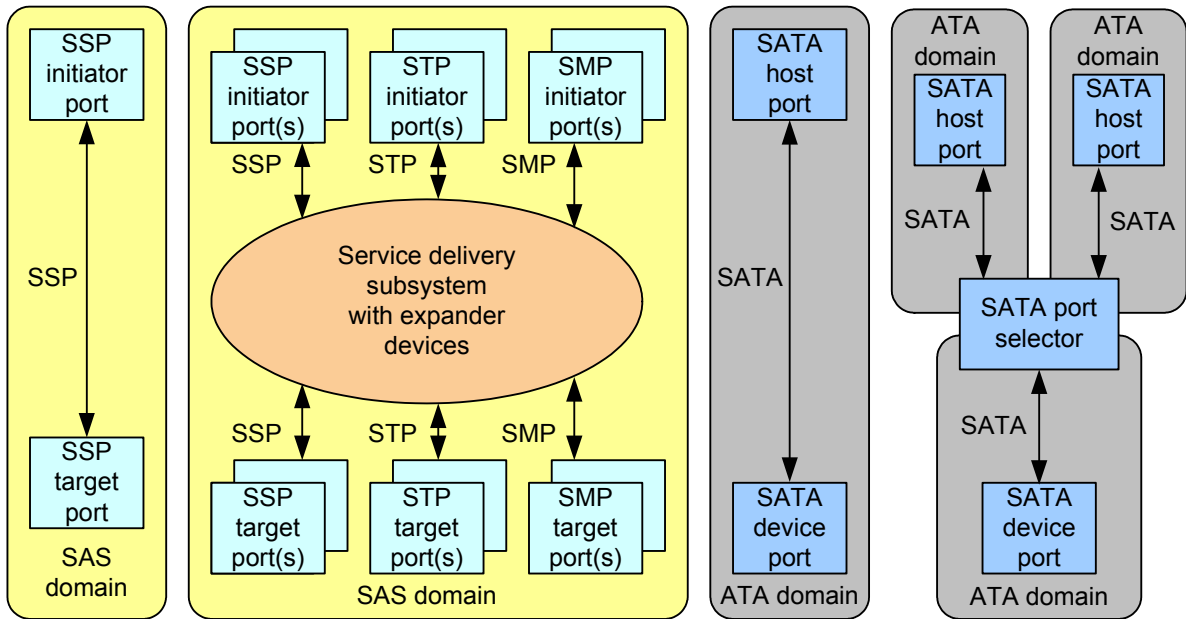 SSP
initiator
port
SSP
SSP
target
port
SAS
domain
SSP
initiator
port(s)
STP
initiator
port(s)
SMP
initiator
port(s)
SSP
STP
SMP
Service delivery
subsystem
with expander
devices
SSP
STP
SMP
SSP
target
port(s)
STP
target
port(s)
SMP
target
port(s)
SAS domain
SATA
host
port
SATA
SATA
device
port
ATA domain
ATA
domain
SATA
host
port
SATA
ATA
domain
SATA
host
port
SATA
SATA port
selector
SATA
SATA
device
port
ATA domain